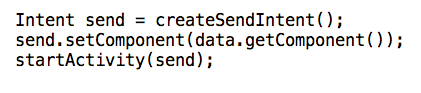 Intent send = createSendIntent();
send.setComponent(data.getComponent());
startActivity(send);